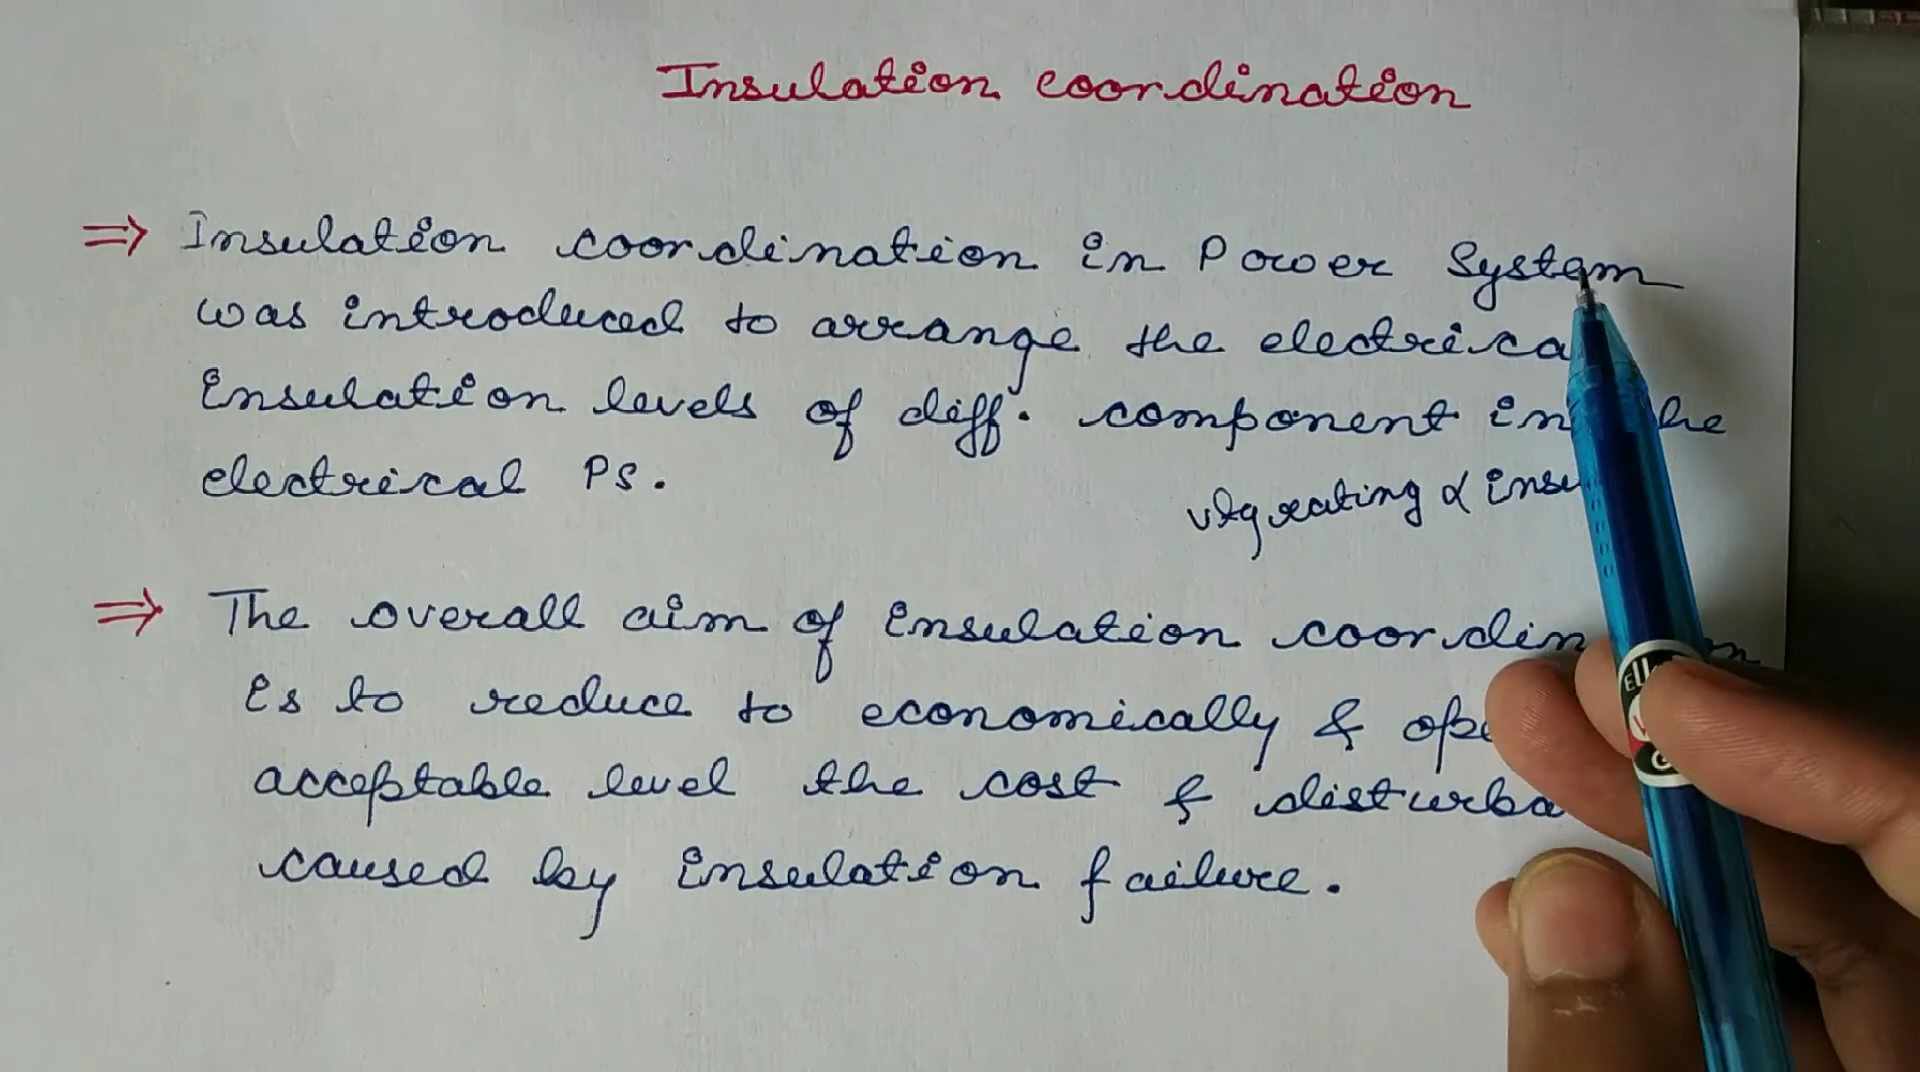 Insulation coordination
⇒ Insulation coordination in Power System
was introduced to arrange the electrica
insulation levels of diff. component in he
electrical PS.
vtg rating α insu
⇒ The overall aim of insulation coordin n
is to reduce to economically & ope
acceptable level the cost & disturba
caused by insulation failure.